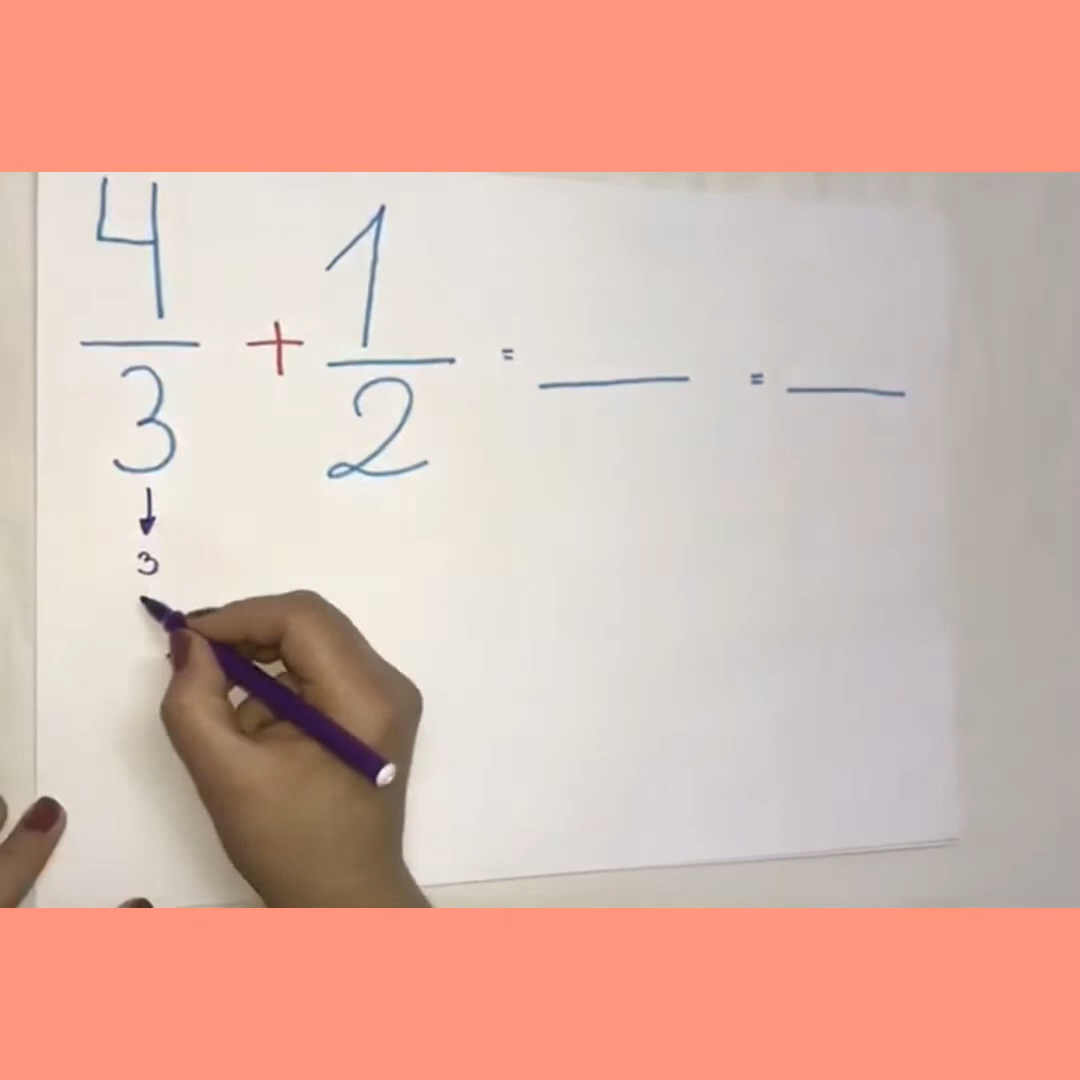 4/3 + 1/2 = ___ = ___
↓
3